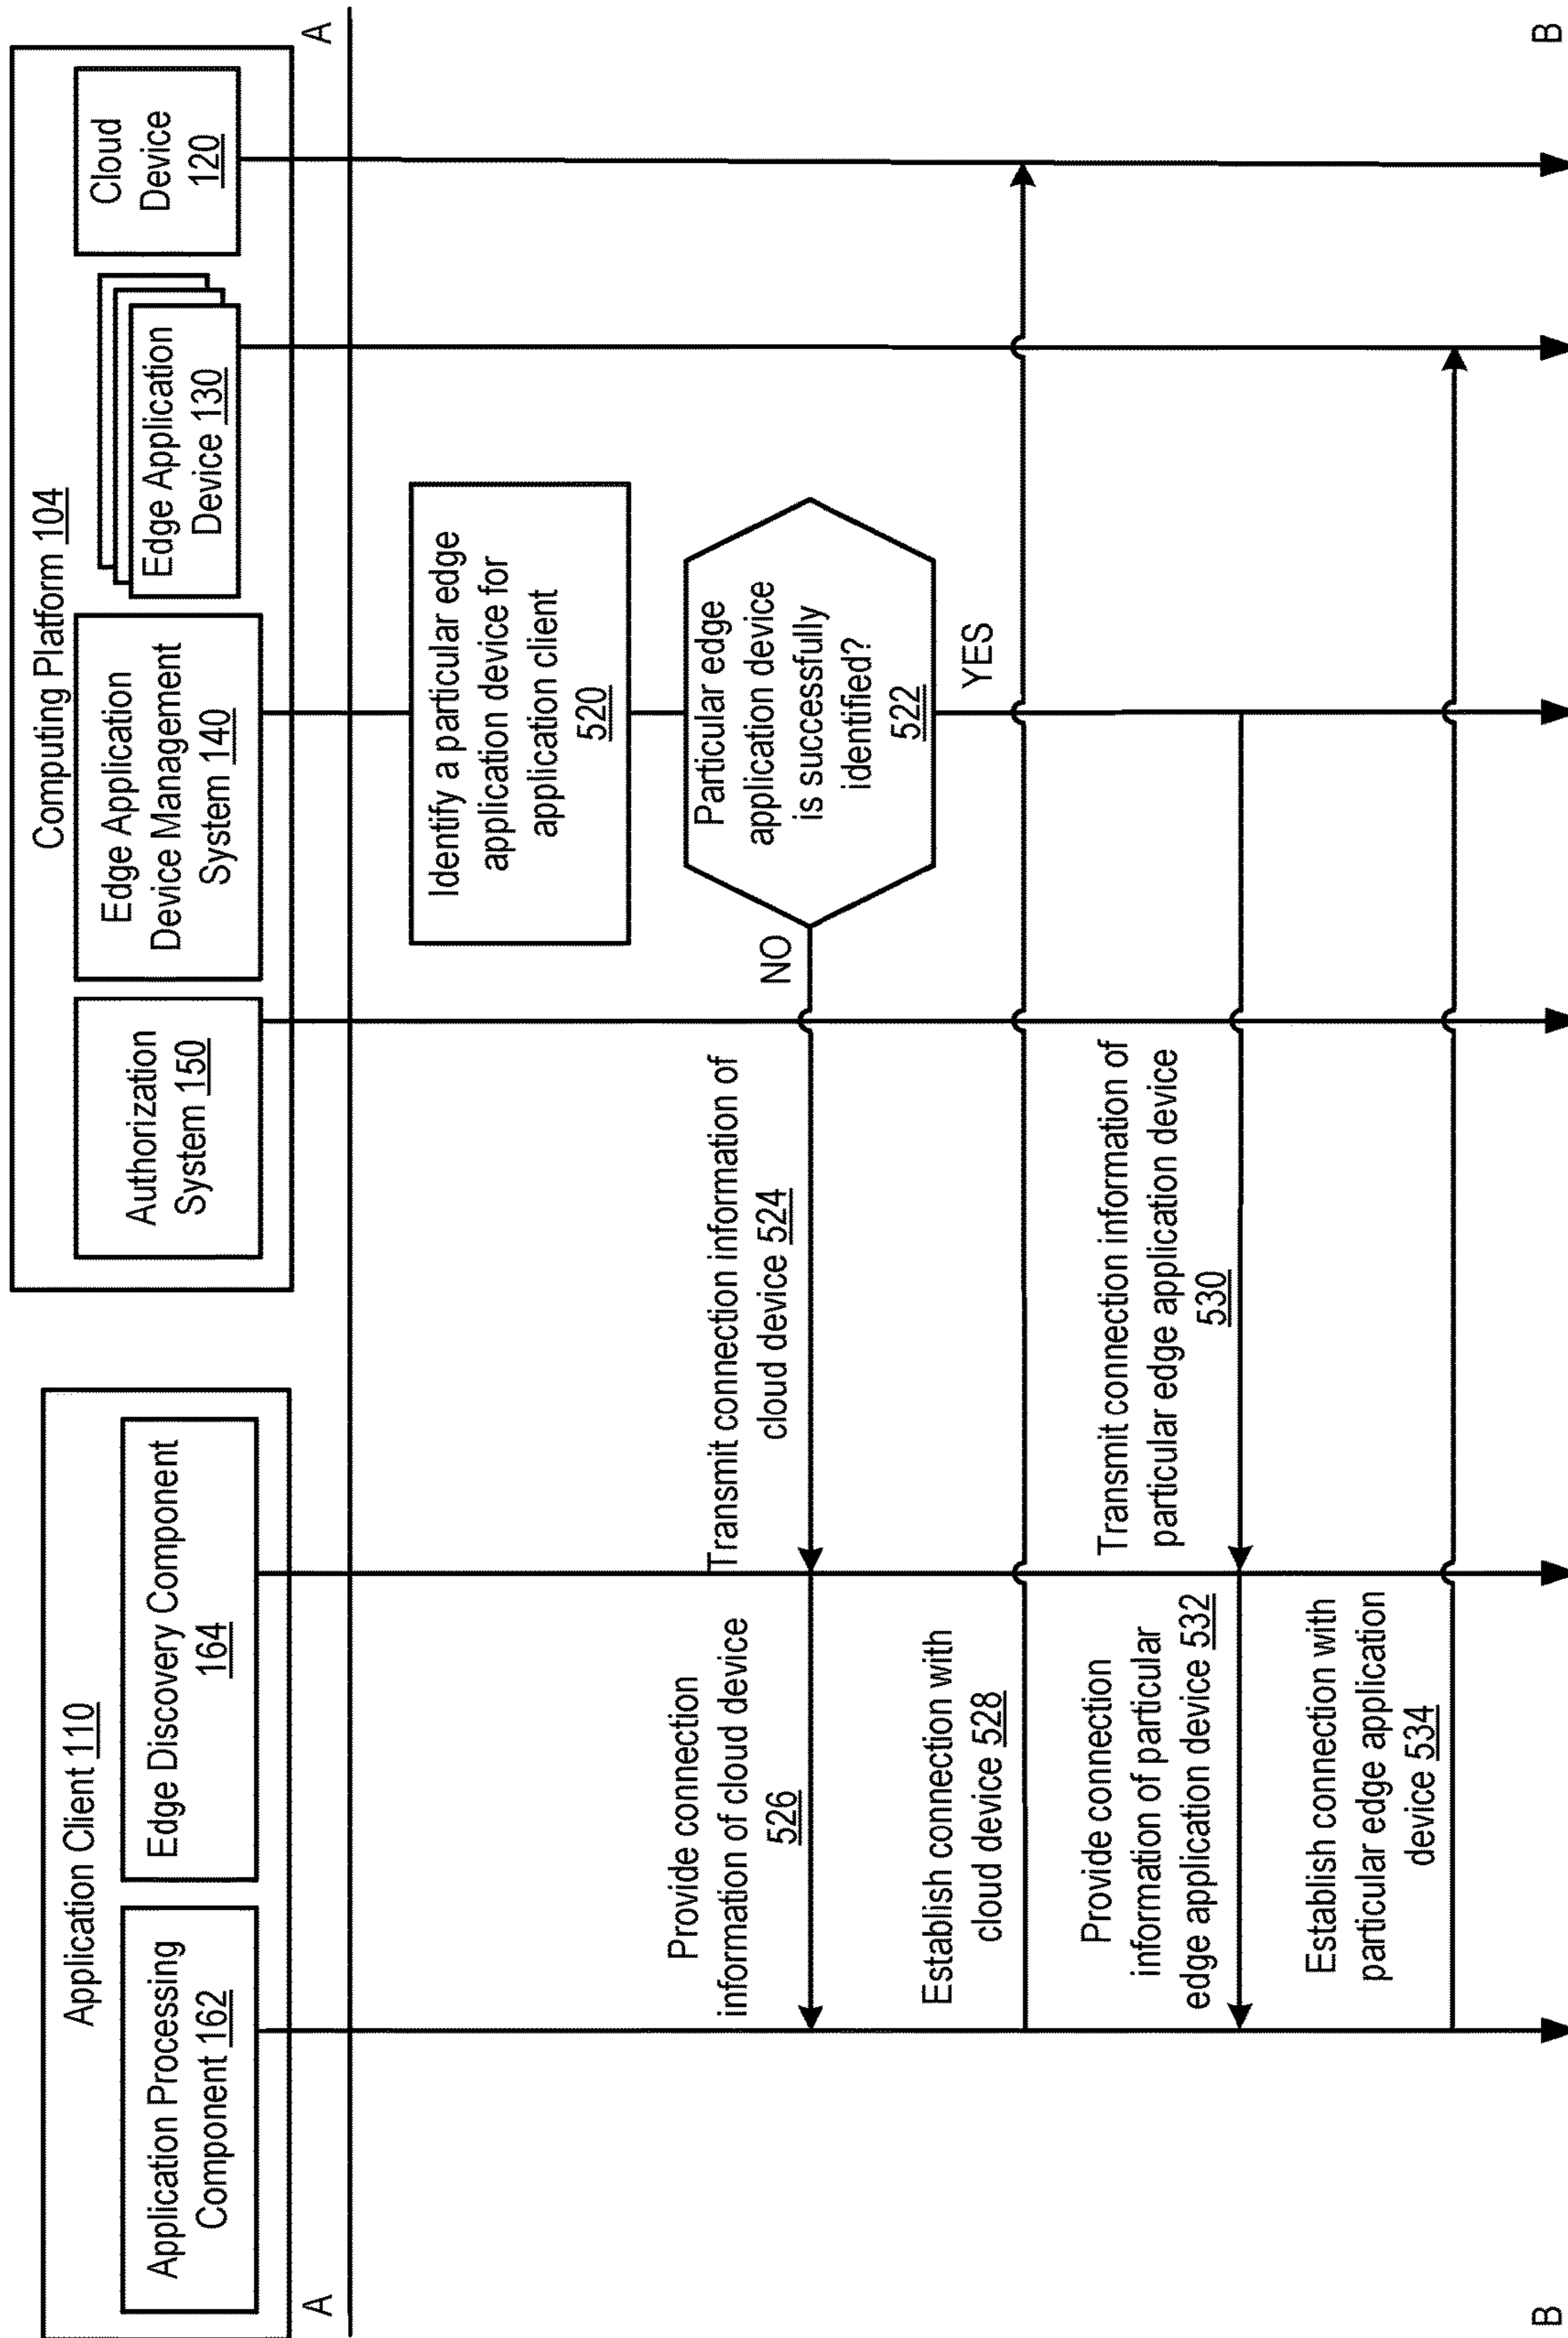 Application Client 110
Application Processing
Component 162
Edge Discovery Component
164
Computing Platform 104
Authorization
System 150
Edge Application
Device Management
System 140
Edge Application
Device 130
Cloud
Device
120
A
A
Identify a particular edge
application device for
application client
520
Particular edge
application device
is successfully
identified?
522
NO
YES
Transmit connection information of
cloud device 524
Provide connection
information of cloud device
526
Establish connection with
cloud device 528
Transmit connection information of
particular edge application device
530
Provide connection
information of particular
edge application device 532
Establish connection with
particular edge application
device 534
B
B